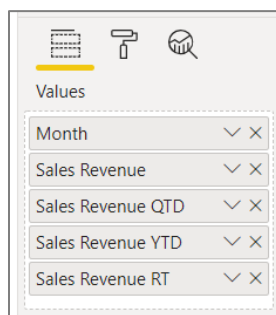 Values
Month
Sales Revenue
Sales Revenue QTD
Sales Revenue YTD
Sales Revenue RT